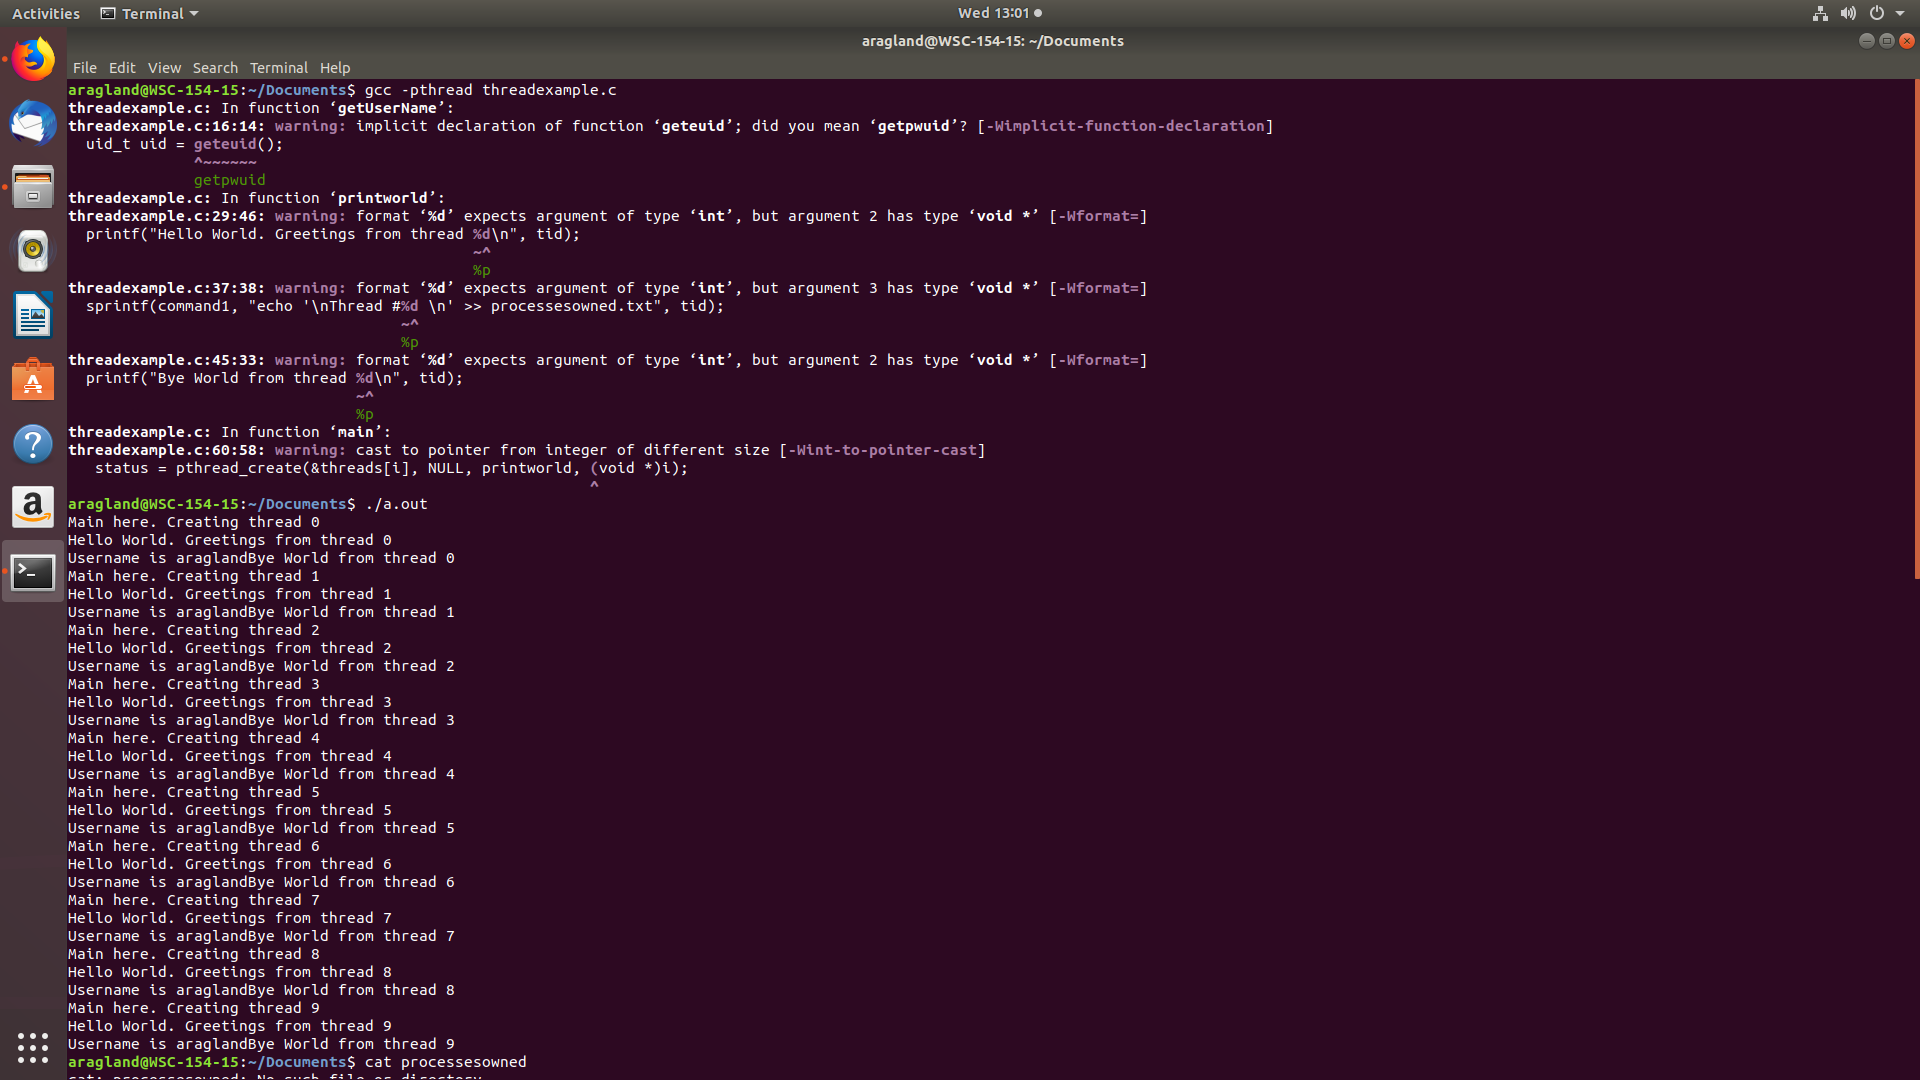 Activities
Terminal
Wed 13:01
aragland@WSC-154-15: ~/Documents
File Edit View Search Terminal Help
aragland@WSC-154-15:~/Documents$ gcc -pthread threadexample.c
threadexample.c: In function ‘getUserName’:
threadexample.c:16:14: warning: implicit declaration of function ‘geteuid’; did you mean ‘getpwuid’? [-Wimplicit-function-declaration]
  uid_t uid = geteuid();
              ^~~~~~~
              getpwuid
threadexample.c: In function ‘printworld’:
threadexample.c:29:46: warning: format ‘%d’ expects argument of type ‘int’, but argument 2 has type ‘void *’ [-Wformat=]
  printf("Hello World. Greetings from thread %d\n", tid);
                                             ~^
                                             %p
threadexample.c:37:38: warning: format ‘%d’ expects argument of type ‘int’, but argument 3 has type ‘void *’ [-Wformat=]
  sprintf(command1, "echo '\nThread #%d \n' >> processesowned.txt", tid);
                                     ~^
                                     %p
threadexample.c:45:33: warning: format ‘%d’ expects argument of type ‘int’, but argument 2 has type ‘void *’ [-Wformat=]
  printf("Bye World from thread %d\n", tid);
                                ~^
                                %p
threadexample.c: In function ‘main’:
threadexample.c:60:58: warning: cast to pointer from integer of different size [-Wint-to-pointer-cast]
   status = pthread_create(&threads[i], NULL, printworld, (void *)i);
                                                          ^
aragland@WSC-154-15:~/Documents$ ./a.out
Main here. Creating thread 0
Hello World. Greetings from thread 0
Username is araglandBye World from thread 0
Main here. Creating thread 1
Hello World. Greetings from thread 1
Username is araglandBye World from thread 1
Main here. Creating thread 2
Hello World. Greetings from thread 2
Username is araglandBye World from thread 2
Main here. Creating thread 3
Hello World. Greetings from thread 3
Username is araglandBye World from thread 3
Main here. Creating thread 4
Hello World. Greetings from thread 4
Username is araglandBye World from thread 4
Main here. Creating thread 5
Hello World. Greetings from thread 5
Username is araglandBye World from thread 5
Main here. Creating thread 6
Hello World. Greetings from thread 6
Username is araglandBye World from thread 6
Main here. Creating thread 7
Hello World. Greetings from thread 7
Username is araglandBye World from thread 7
Main here. Creating thread 8
Hello World. Greetings from thread 8
Username is araglandBye World from thread 8
Main here. Creating thread 9
Hello World. Greetings from thread 9
Username is araglandBye World from thread 9
aragland@WSC-154-15:~/Documents$ cat processesowned
cat: processesowned: No such file or directory